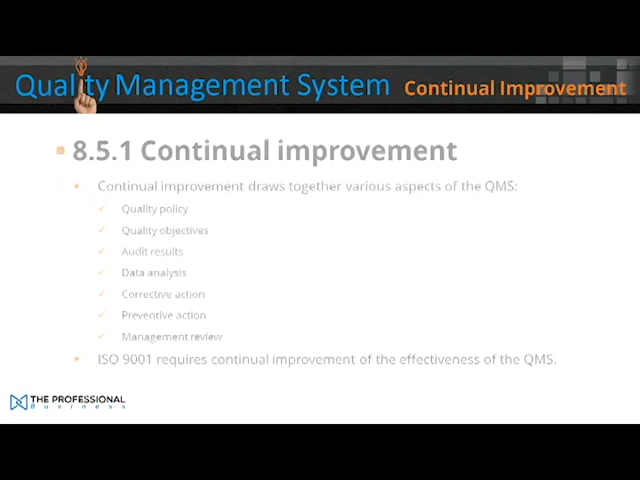 Quality Management System Continual Improvement
8.5.1 Continual improvement
Continual improvement draws together various aspects of the QMS:
Quality policy
Quality objectives
Audit results
Data analysis
Corrective action
Preventive action
Management review
ISO 9001 requires continual improvement of the effectiveness of the QMS.
THE PROFESSIONAL
Business